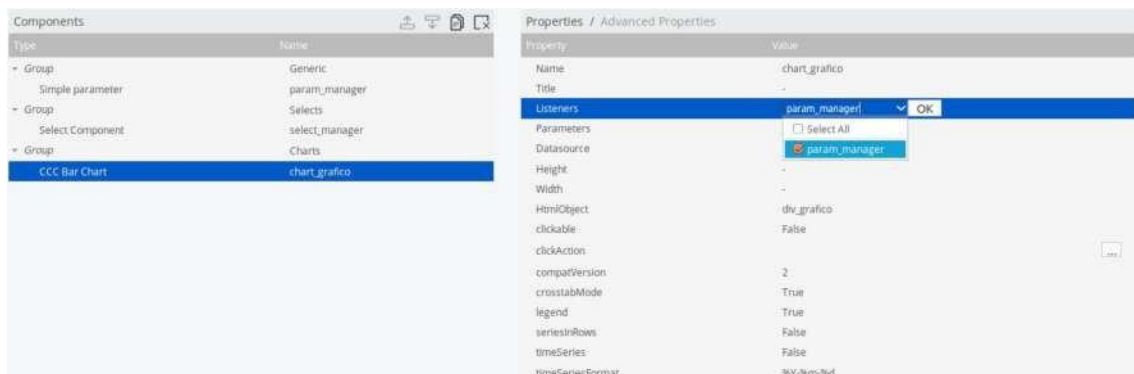 Components
Type Name
Group Generic
Simple parameter param_manager
Group Selects
Select Component select_manager
Group Charts
CCC Bar Chart chart_grafico
Properties / Advanced Properties
Property Value
Name chart_grafico
Title -
Listeners param_manager OK
Parameters Select All
Datasource param_manager
Height -
Width -
HtmlObject div_grafico
clickable False
clickAction ...
compatVersion 2
crosstabMode True
legend True
seriesInRows False
timeSeries False
timeSeriesFormat %Y-%m-%d